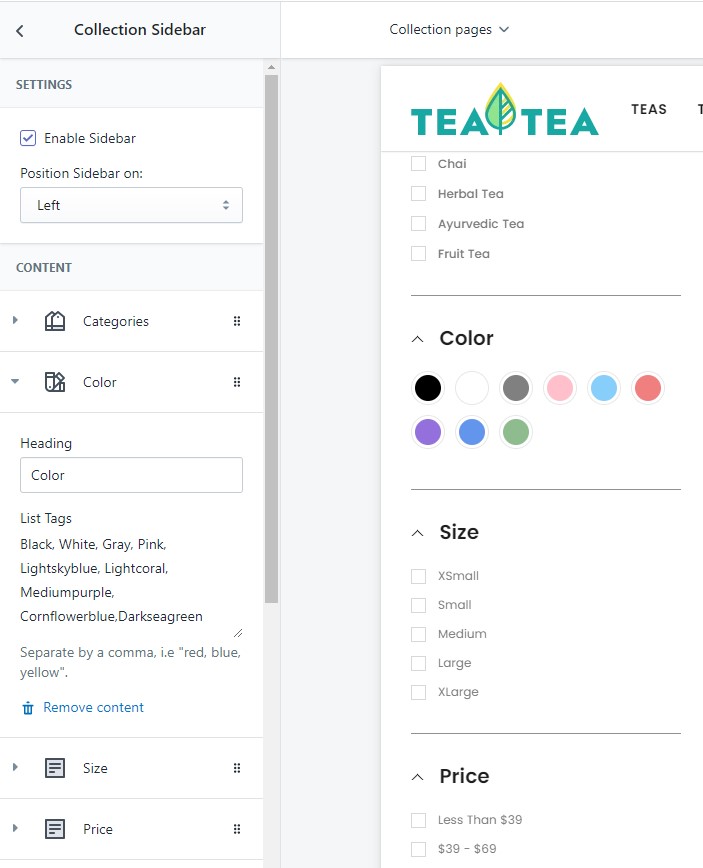 Collection Sidebar
SETTINGS
Enable Sidebar
Position Sidebar on:
Left
CONTENT
Categories
Color
Heading
Color
List Tags
Black, White, Gray, Pink,
Lightskyblue, Lightcoral,
Mediumpurple,
Cornflowerblue,Darkseagreen
Separate by a comma, i.e "red, blue,
yellow".
Remove content
Size
Price
Collection pages
TEA TEA
TEAS
Chai
Herbal Tea
Ayurvedic Tea
Fruit Tea
Color
Size
XSmall
Small
Medium
Large
XLarge
Price
Less Than $39
$39 - $69